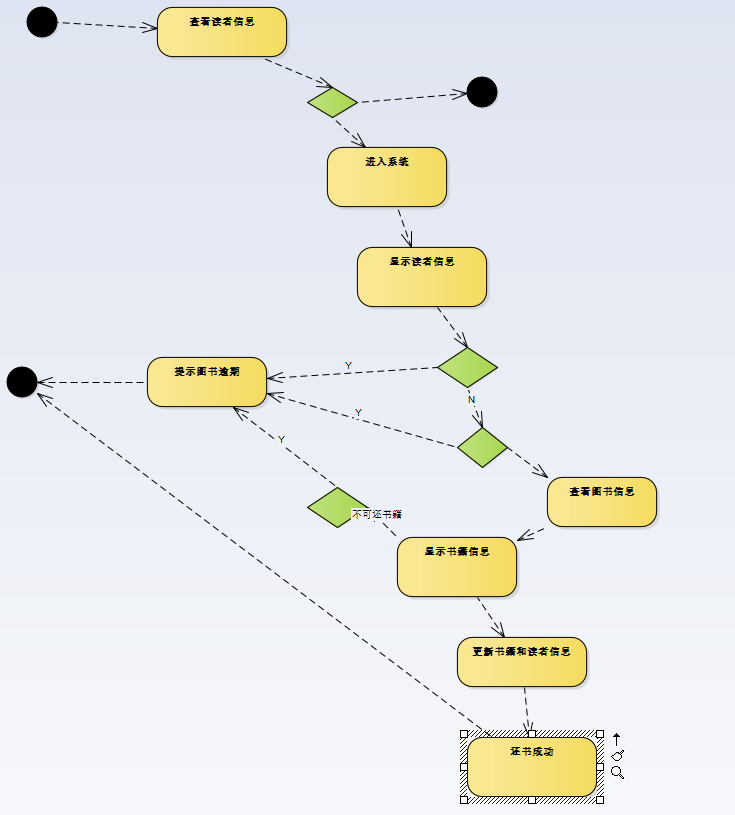 查看读者信息
进入系统
显示读者信息
Y
提示图书逾期
N
Y
Y
查看图书信息
不可还书籍
显示书籍信息
更新书籍和读者信息
还书成功